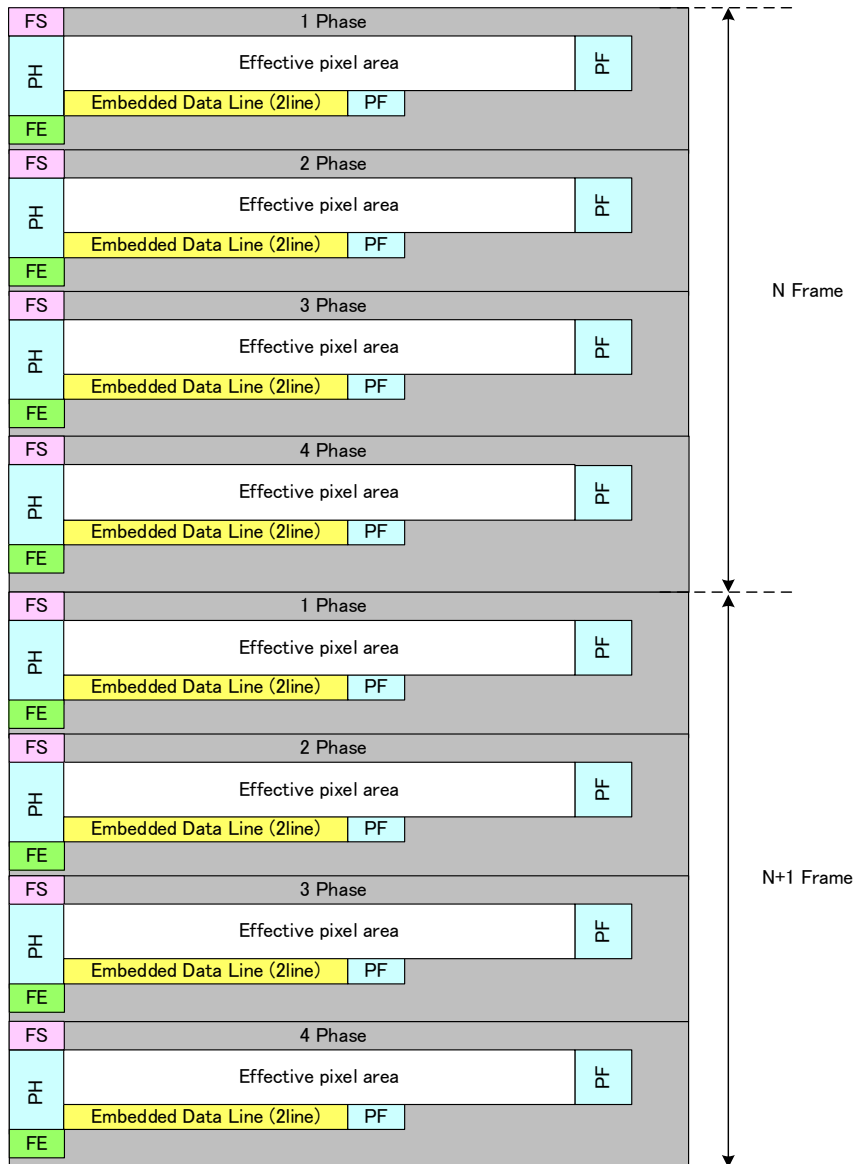 FS 1 Phase
PH Effective pixel area PF
Embedded Data Line (2line) PF
FE
FS 2 Phase
PH Effective pixel area PF
Embedded Data Line (2line) PF
FE
N Frame
FS 3 Phase
PH Effective pixel area PF
Embedded Data Line (2line) PF
FE
FS 4 Phase
PH Effective pixel area PF
Embedded Data Line (2line) PF
FE
FS 1 Phase
PH Effective pixel area PF
Embedded Data Line (2line) PF
FE
FS 2 Phase
PH Effective pixel area PF
Embedded Data Line (2line) PF
FE
N+1 Frame
FS 3 Phase
PH Effective pixel area PF
Embedded Data Line (2line) PF
FE
FS 4 Phase
PH Effective pixel area PF
Embedded Data Line (2line) PF
FE